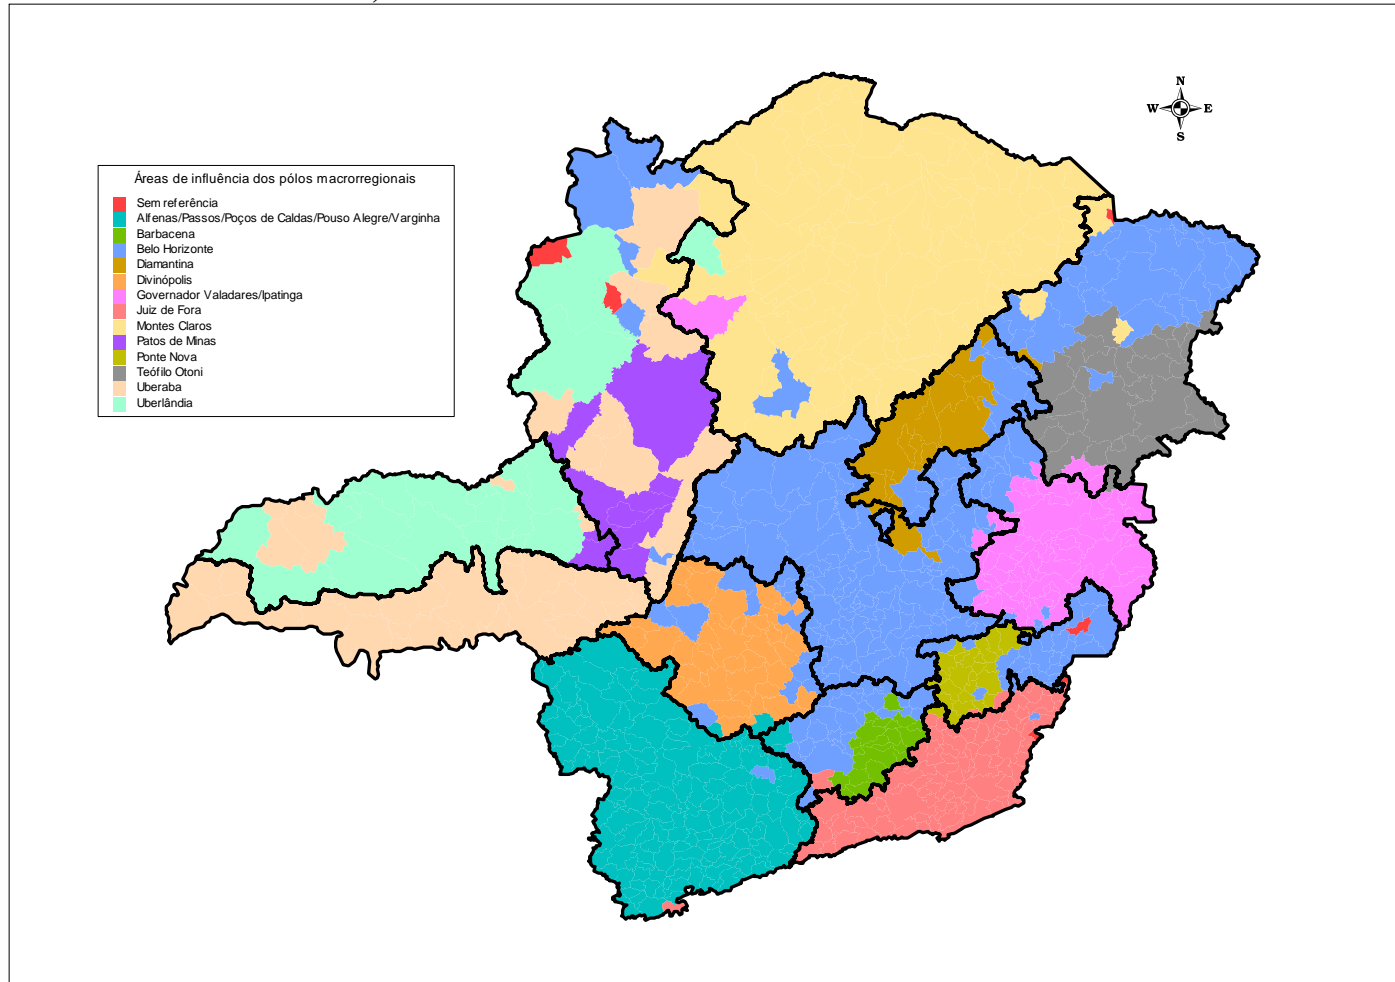 N
W E
S
Áreas de influência dos pólos macrorregionais
Sem referência
Alfenas/Passos/Poços de Caldas/Pouso Alegre/Varginha
Barbacena
Belo Horizonte
Diamantina
Divinópolis
Governador Valadares/Ipatinga
Juiz de Fora
Montes Claros
Patos de Minas
Ponte Nova
Teófilo Otoni
Uberaba
Uberlândia